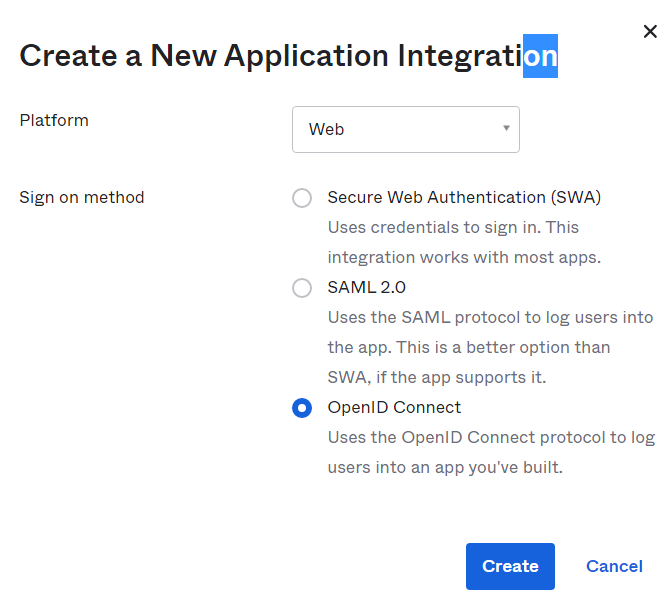 Create a New Application Integration
Platform
Web
Sign on method
Secure Web Authentication (SWA)
Uses credentials to sign in. This
integration works with most apps.
SAML 2.0
Uses the SAML protocol to log users into
the app. This is a better option than
SWA, if the app supports it.
OpenID Connect
Uses the OpenID Connect protocol to log
users into an app you've built.
Create
Cancel